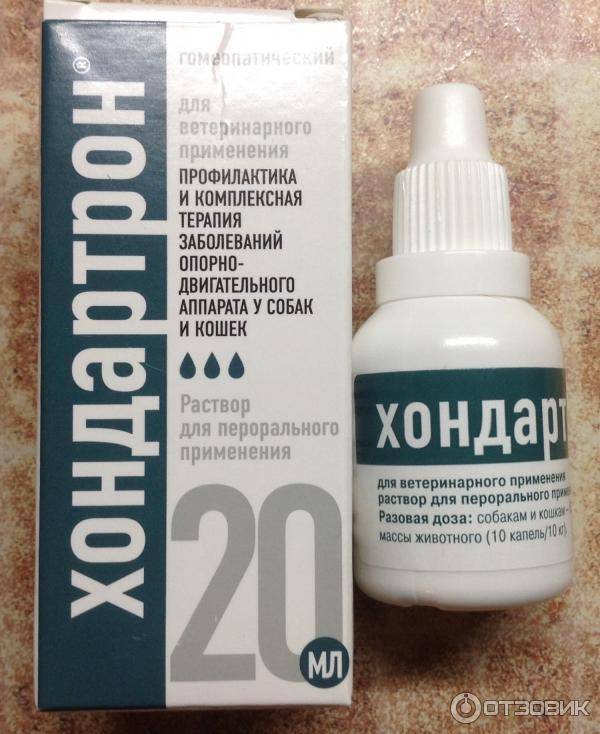 ХОНДАРТРОН®
гомеопатический
для
ветеринарного
применения
ПРОФИЛАКТИКА
И КОМПЛЕКСНАЯ
ТЕРАПИЯ
ЗАБОЛЕВАНИЙ
ОПОРНО-
ДВИГАТЕЛЬНОГО
АППАРАТА У СОБАК
И КОШЕК
Раствор
для перорального
применения
20
МЛ
хондарт
для ветеринарного применения
раствор для перорального примен
Разовая доза: собакам и кошкам –
массы животного (10 капель/10 кг).
ОТЗОВИК